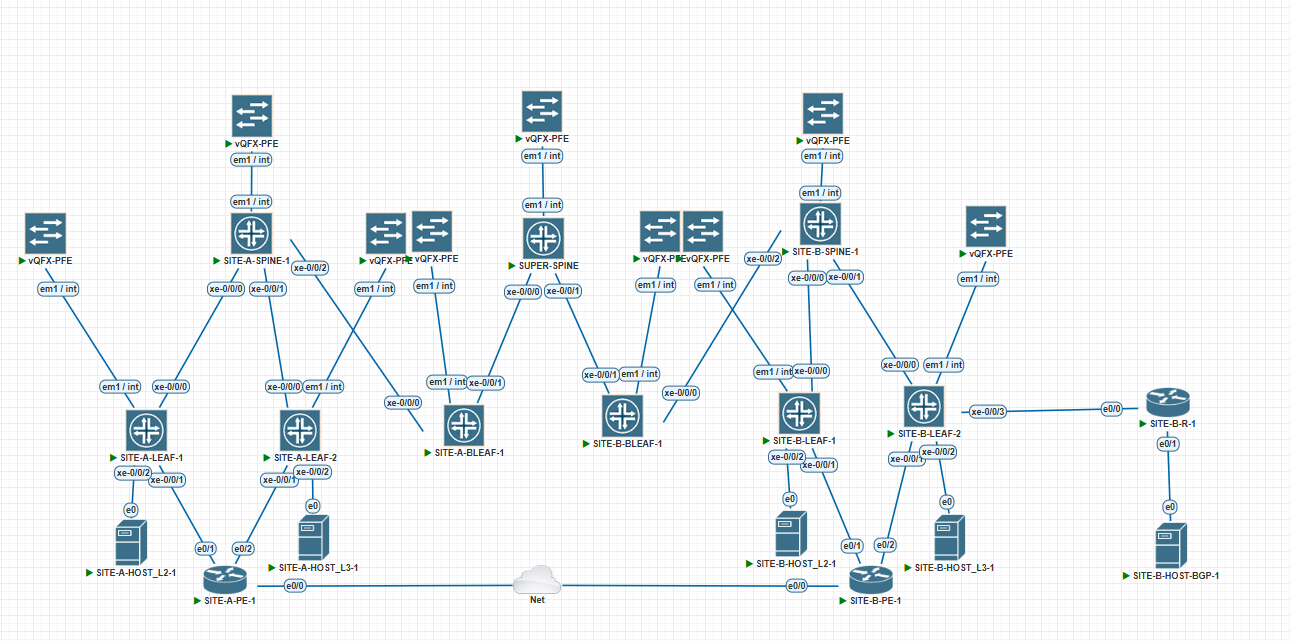 vQFX-PFE
vQFX-PFE
vQFX-PFE
em1 / int
em1 / int
em1 / int
em1 / int
em1 / int
em1 / int
vQFX-PFE
SITE-A-SPINE-1
vQFX-PFE
vQFX-PFE
SUPER-SPINE
vQFX-PFE
vQFX-PFE
xe-0/0/2
SITE-B-SPINE-1
vQFX-PFE
xe-0/0/2
em1 / int
xe-0/0/0
xe-0/0/1
em1 / int
em1 / int
xe-0/0/0
xe-0/0/1
em1 / int
em1 / int
xe-0/0/0
xe-0/0/1
em1 / int
em1 / int
xe-0/0/0
xe-0/0/0
em1 / int
xe-0/0/0
em1 / int
xe-0/0/1
xe-0/0/1
em1 / int
xe-0/0/0
em1 / int
xe-0/0/0
xe-0/0/0
em1 / int
xe-0/0/3
e0/0
SITE-B-R-1
SITE-A-LEAF-1
SITE-A-LEAF-2
SITE-A-BLEAF-1
SITE-B-BLEAF-1
SITE-B-LEAF-1
SITE-B-LEAF-2
e0/1
xe-0/0/2
xe-0/0/1
xe-0/0/1
xe-0/0/2
xe-0/0/2
xe-0/0/1
xe-0/0/1
xe-0/0/2
e0
e0
e0
e0
e0
SITE-A-HOST_L2-1
e0/1
e0/2
SITE-A-HOST_L3-1
SITE-B-HOST_L2-1
e0/1
e0/2
SITE-B-HOST_L3-1
SITE-B-HOST-BGP-1
SITE-A-PE-1
e0/0
Net
e0/0
SITE-B-PE-1